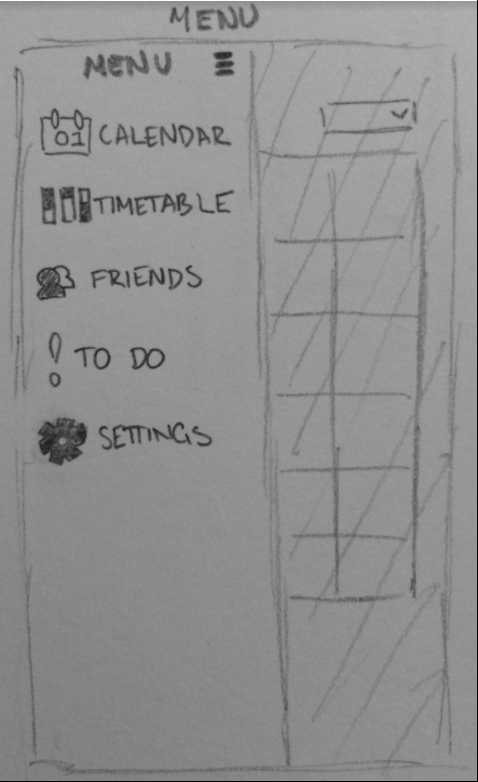 MENU
MENU
01 CALENDAR
TIMETABLE
FRIENDS
! TO DO
SETTINGS